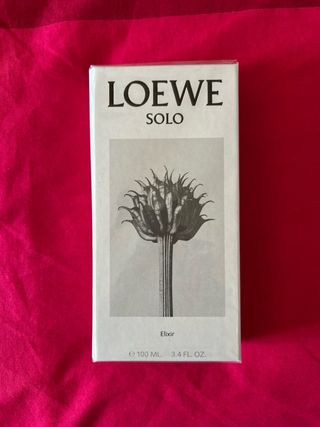 LOEWE
SOLO
Elixir
℮ 100 ML. 3.4 FL. OZ.